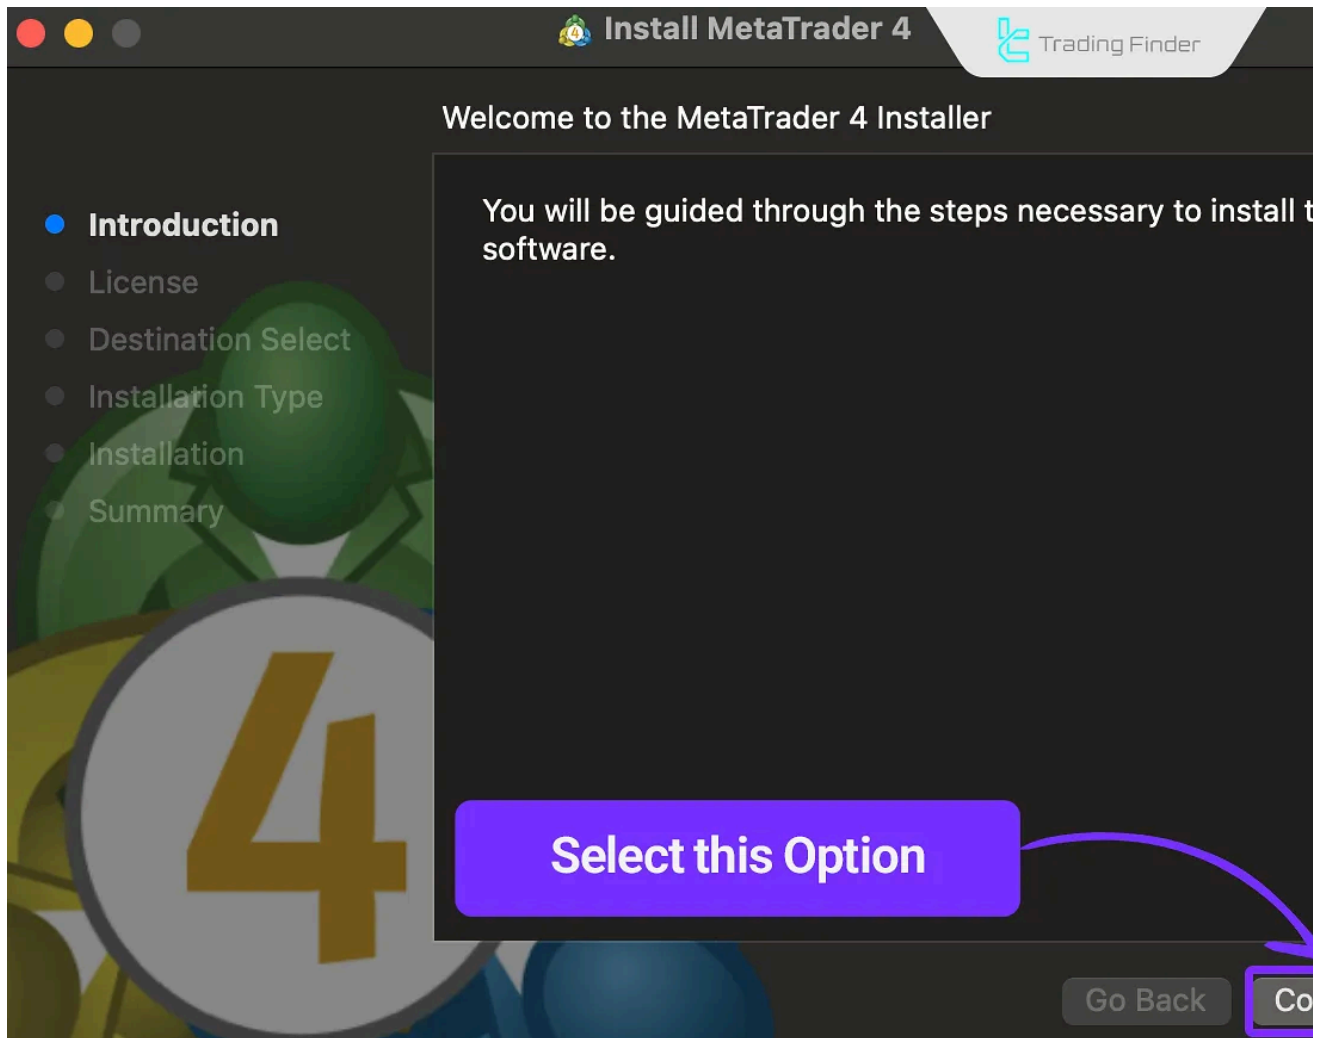 Install MetaTrader 4
Trading Finder
Welcome to the MetaTrader 4 Installer
You will be guided through the steps necessary to install
software.
Introduction
License
Destination Select
Installation Type
Installation
Summary
4
Select this Option
Go Back